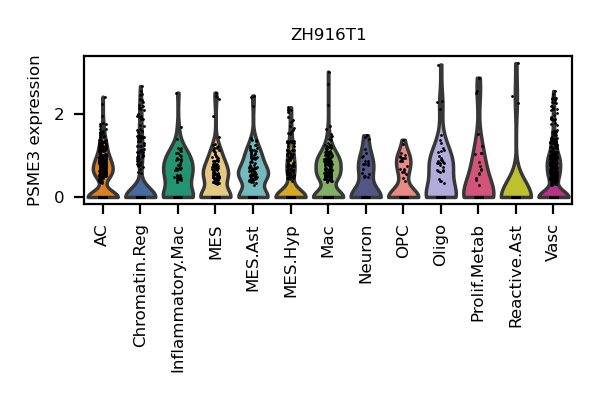 ZH916T1
PSME3 expression
2
0
AC
Chromatin.Reg
Inflammatory.Mac
MES
MES.Ast
MES.Hyp
Mac
Neuron
OPC
Oligo
Prolif.Metab
Reactive.Ast
Vasc